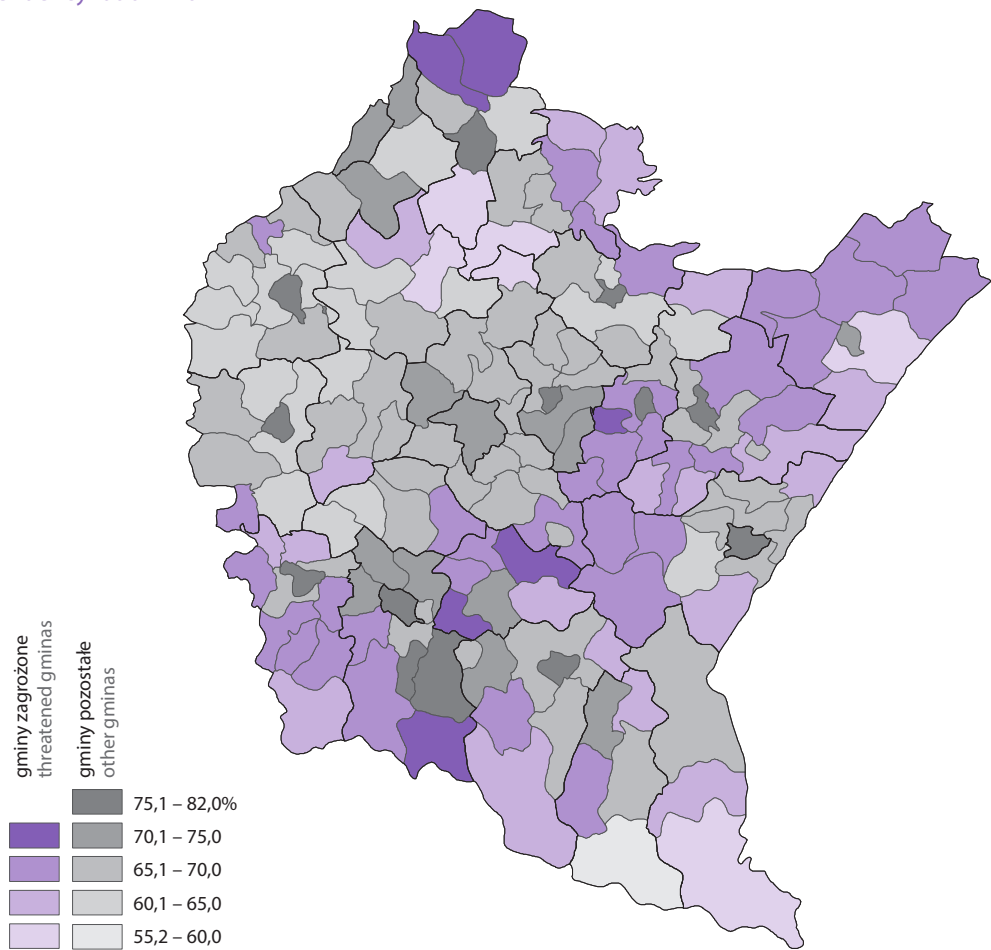 gminy zagrożone
threatened gminas
gminy pozostałe
other gminas
75,1 – 82,0%
70,1 – 75,0
65,1 – 70,0
60,1 – 65,0
55,2 – 60,0